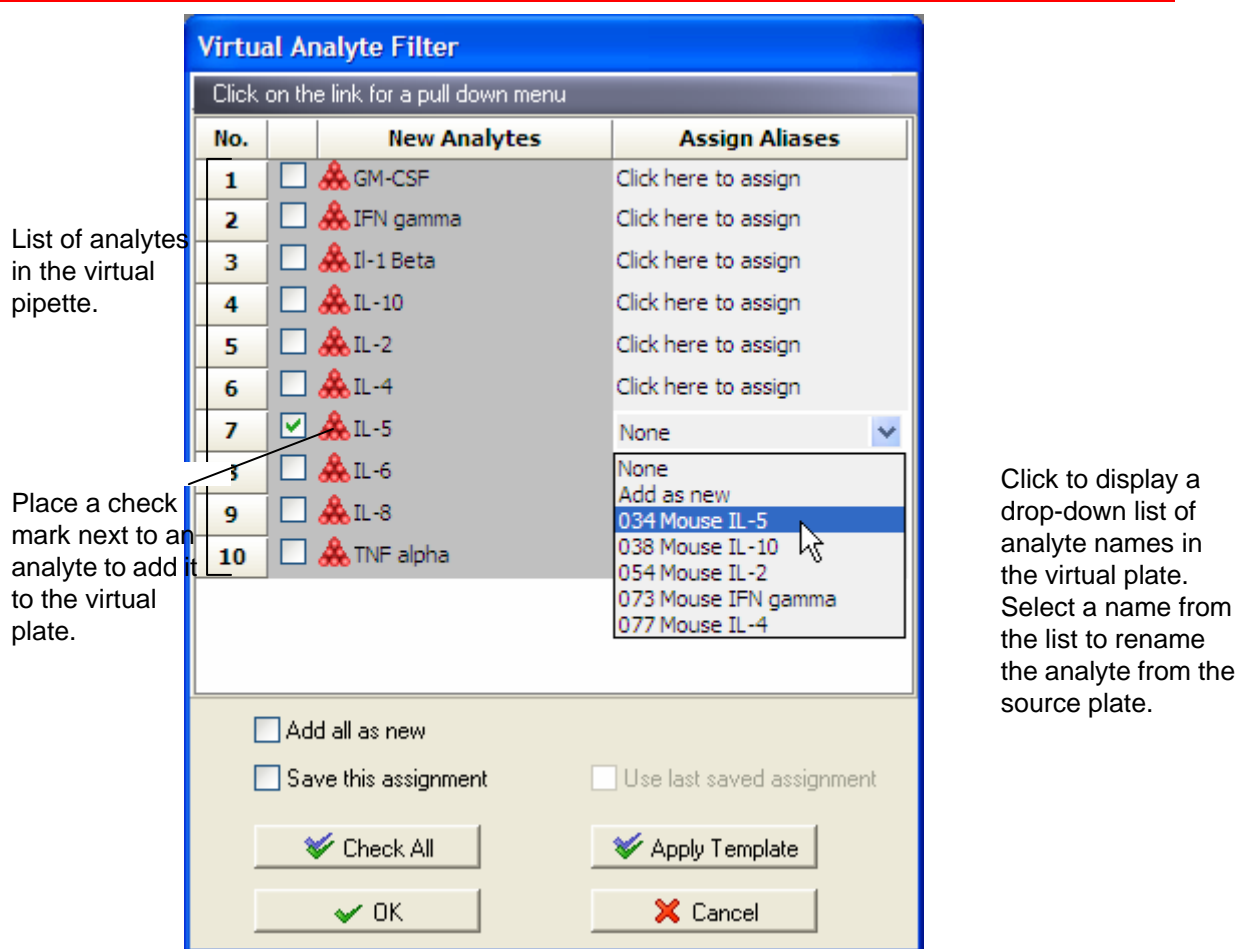 Virtual Analyte Filter
Click on the link for a pull down menu
No. New Analytes Assign Aliases
1 GM-CSF Click here to assign
2 IFN gamma Click here to assign
3 Il-1 Beta Click here to assign
4 IL-10 Click here to assign
5 IL-2 Click here to assign
6 IL-4 Click here to assign
7 IL-5 None
IL-6
9 IL-8
10 TNF alpha
None
Add as new
034 Mouse IL-5
038 Mouse IL-10
054 Mouse IL-2
073 Mouse IFN gamma
077 Mouse IL-4
Add all as new
Save this assignment Use last saved assignment
Check All Apply Template
OK Cancel
List of analytes
in the virtual
pipette.
Place a check
mark next to an
analyte to add it
to the virtual
plate.
Click to display a
drop-down list of
analyte names in
the virtual plate.
Select a name from
the list to rename
the analyte from the
source plate.